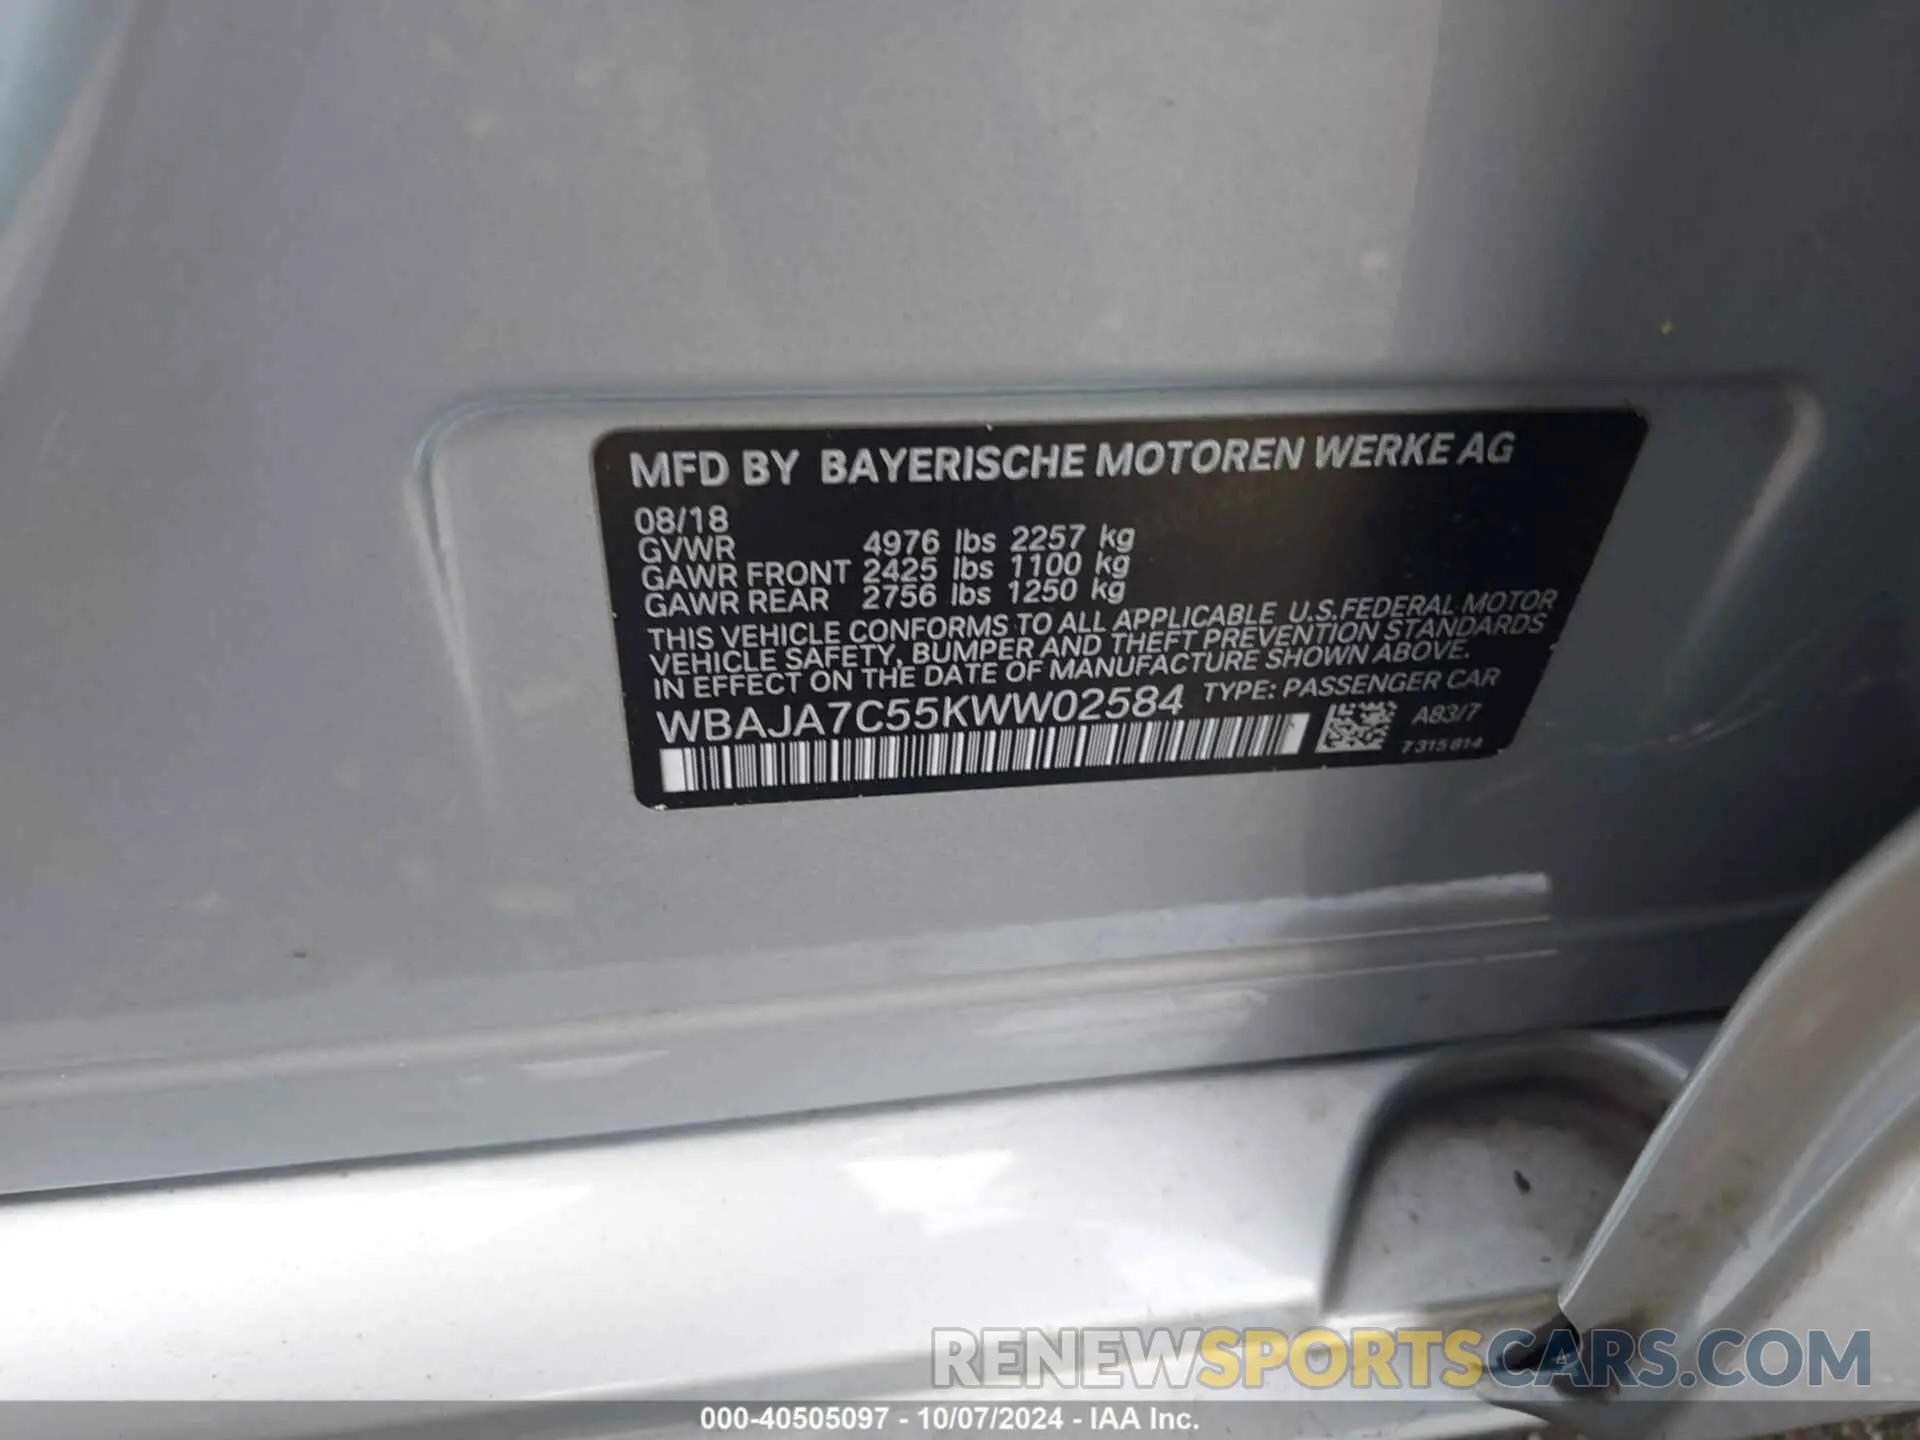 MFD BY BAYERISCHE MOTOREN WERKE AG
08/18
GVWR 4976 lbs 2257 kg
GAWR FRONT 2425 lbs 1100 kg
GAWR REAR 2756 lbs 1250 kg
THIS VEHICLE CONFORMS TO ALL APPLICABLE U.S.FEDERAL MOTOR
VEHICLE SAFETY, BUMPER AND THEFT PREVENTION STANDARDS
IN EFFECT ON THE DATE OF MANUFACTURE SHOWN ABOVE.
WBAJA7C55KWW02584 TYPE: PASSENGER CAR
A83/7
7315814
RENEWSPORTSCARS.COM
000-40505097 - 10/07/2024 - IAA Inc.